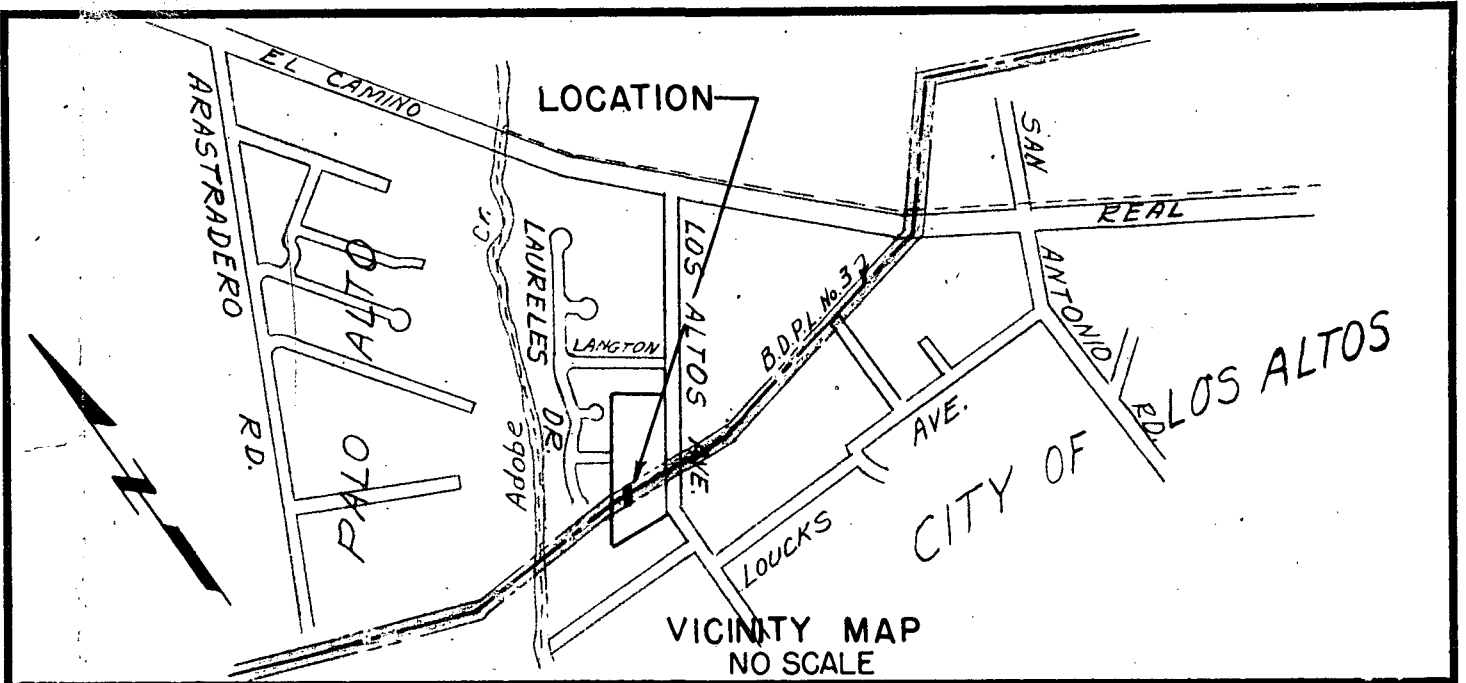 EL CAMINO
REAL
ARASTRADERO
RD.
LOCATION
SAN
ANTONIO
RD.
Cr.
Adobe
LAURELES
DR.
LANGTON
LOS ALTOS AVE.
B.D.P.L. No. 3
PALO ALTO
LOUCKS
AVE.
CITY OF LOS ALTOS
N
VICINITY MAP
NO SCALE